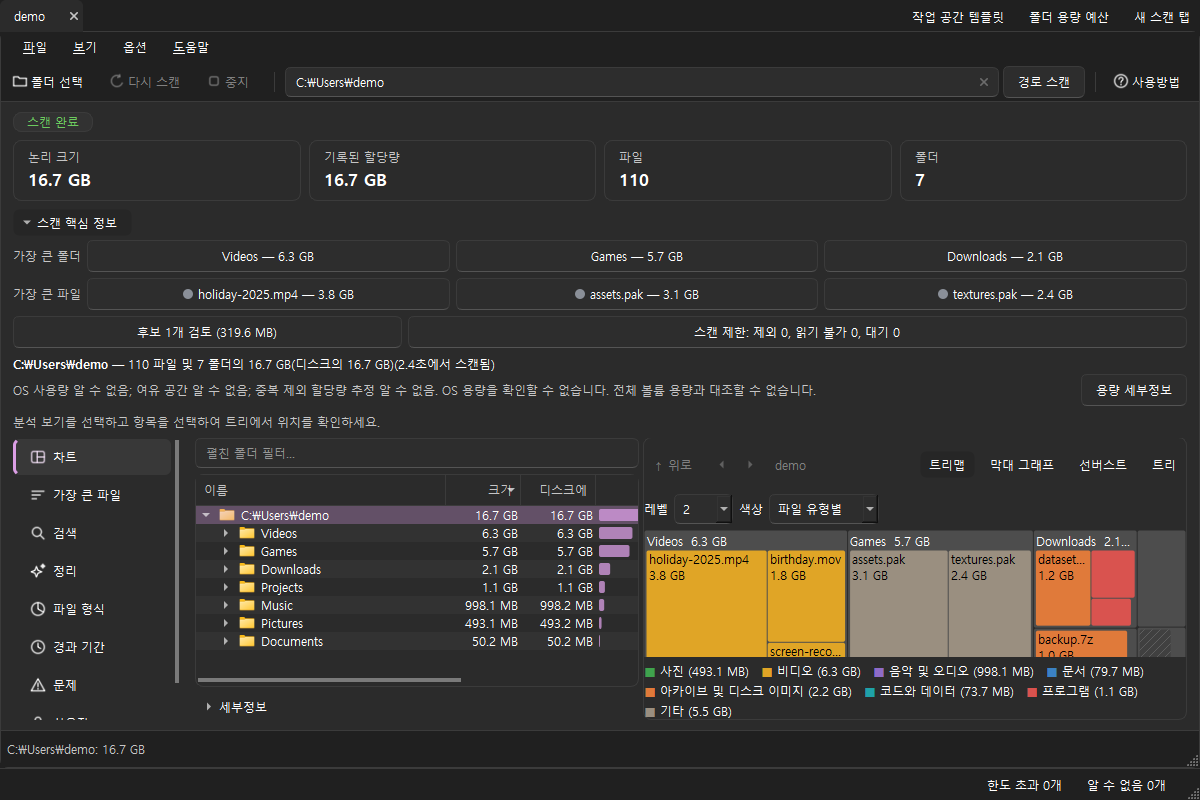 demo
작업 공간 템플릿 폴더 용량 예산 새 스캔 탭
파일 보기 옵션 도움말
폴더 선택 다시 스캔 중지 C:₩Users₩demo 경로 스캔 사용방법
스캔 완료
논리 크기 기록된 할당량 파일 폴더
16.7 GB 16.7 GB 110 7
스캔 핵심 정보
가장 큰 폴더 Videos — 6.3 GB Games — 5.7 GB Downloads — 2.1 GB
가장 큰 파일 holiday-2025.mp4 — 3.8 GB assets.pak — 3.1 GB textures.pak — 2.4 GB
후보 1개 검토 (319.6 MB) 스캔 제한: 제외 0, 읽기 불가 0, 대기 0
C:₩Users₩demo — 110 파일 및 7 폴더의 16.7 GB(디스크의 16.7 GB)(2.4초에서 스캔됨)
OS 사용량 알 수 없음; 여유 공간 알 수 없음; 중복 제외 할당량 추정 알 수 없음. OS 용량을 확인할 수 없습니다. 전체 볼륨 용량과 대조할 수 없습니다.
용량 세부정보
분석 보기를 선택하고 항목을 선택하여 트리에서 위치를 확인하세요.
차트
가장 큰 파일
검색
정리
파일 형식
경과 기간
문제
펼친 폴더 필터...
이름 크기 디스크에
C:₩Users₩demo 16.7 GB 16.7 GB
Videos 6.3 GB 6.3 GB
Games 5.7 GB 5.7 GB
Downloads 2.1 GB 2.1 GB
Projects 1.1 GB 1.1 GB
Music 998.1 MB 998.2 MB
Pictures 493.1 MB 493.2 MB
Documents 50.2 MB 50.2 MB
세부정보
↑ 위로 demo 트리맵 막대 그래프 선버스트 트리
레벨 2 색상 파일 유형별
Videos 6.3 GB Games 5.7 GB Downloads 2.1...
holiday-2025.mp4 birthday.mov assets.pak textures.pak dataset...
3.8 GB 1.8 GB 3.1 GB 2.4 GB 1.2 GB
screen-reco... backup.7z
1.0 GB
사진 (493.1 MB) 비디오 (6.3 GB) 음악 및 오디오 (998.1 MB) 문서 (79.7 MB)
아카이브 및 디스크 이미지 (2.2 GB) 코드와 데이터 (73.7 MB) 프로그램 (1.1 GB)
기타 (5.5 GB)
C:₩Users₩demo: 16.7 GB
한도 초과 0개 알 수 없음 0개